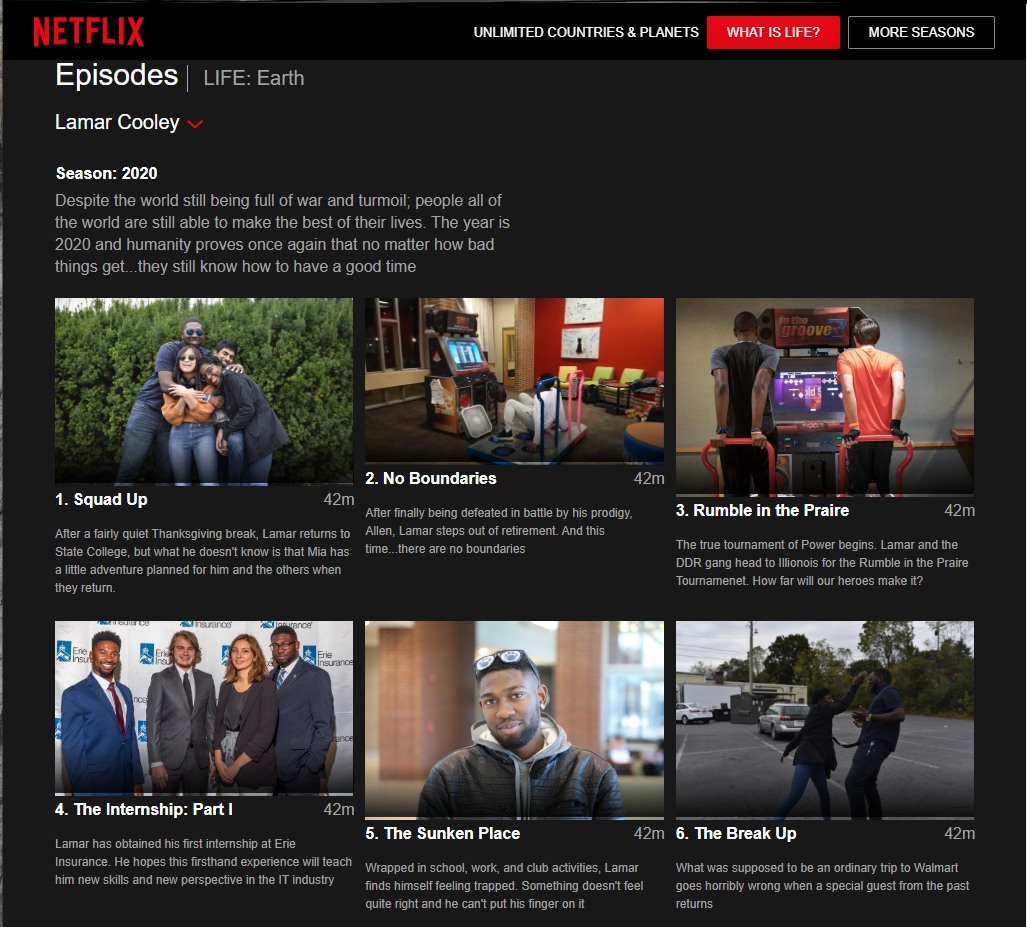 NETFLIX
UNLIMITED COUNTRIES & PLANETS
WHAT IS LIFE?
MORE SEASONS
Episodes
LIFE: Earth
Lamar Cooley
Season: 2020
Despite the world still being full of war and turmoil; people all of
the world are still able to make the best of their lives. The year is
2020 and humanity proves once again that no matter how bad
things get...they still know how to have a good time
In the
groove 2
1. Squad Up 42m
After a fairly quiet Thanksgiving break, Lamar returns to
State College, but what he doesn't know is that Mia has
a little adventure planned for him and the others when
they return.
2. No Boundaries 42m
After finally being defeated in battle by his prodigy,
Allen, Lamar steps out of retirement. And this
time...there are no boundaries
3. Rumble in the Praire 42m
The true tournament of Power begins. Lamar and the
DDR gang head to Illionois for the Rumble in the Praire
Tournamenet. How far will our heroes make it?
Erie
Insurance
4. The Internship: Part I 42m
Lamar has obtained his first internship at Erie
Insurance. He hopes this firsthand experience will teach
him new skills and new perspective in the IT industry
5. The Sunken Place 42m
Wrapped in school, work, and club activities, Lamar
finds himself feeling trapped. Something doesn't feel
quite right and he can't put his finger on it
6. The Break Up 42m
What was supposed to be an ordinary trip to Walmart
goes horribly wrong when a special guest from the past
returns